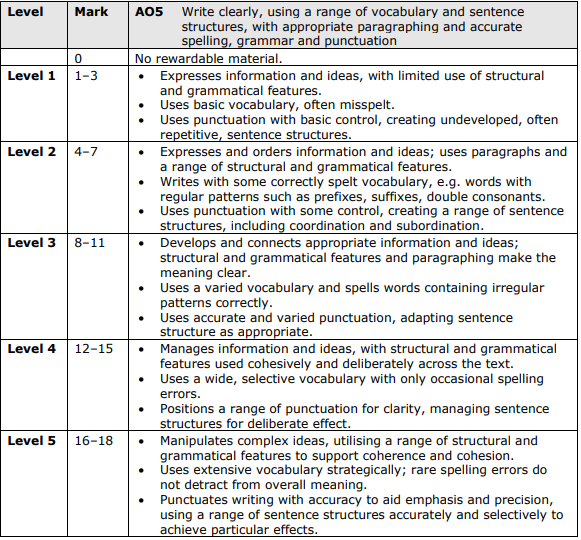 Level Mark AO5 Write clearly, using a range of vocabulary and sentence
structures, with appropriate paragraphing and accurate
spelling, grammar and punctuation
0 No rewardable material.
Level 1 1–3 • Expresses information and ideas, with limited use of structural
and grammatical features.
• Uses basic vocabulary, often misspelt.
• Uses punctuation with basic control, creating undeveloped, often
repetitive, sentence structures.
Level 2 4–7 • Expresses and orders information and ideas; uses paragraphs and
a range of structural and grammatical features.
• Writes with some correctly spelt vocabulary, e.g. words with
regular patterns such as prefixes, suffixes, double consonants.
• Uses punctuation with some control, creating a range of sentence
structures, including coordination and subordination.
Level 3 8–11 • Develops and connects appropriate information and ideas;
structural and grammatical features and paragraphing make the
meaning clear.
• Uses a varied vocabulary and spells words containing irregular
patterns correctly.
• Uses accurate and varied punctuation, adapting sentence
structure as appropriate.
Level 4 12–15 • Manages information and ideas, with structural and grammatical
features used cohesively and deliberately across the text.
• Uses a wide, selective vocabulary with only occasional spelling
errors.
• Positions a range of punctuation for clarity, managing sentence
structures for deliberate effect.
Level 5 16–18 • Manipulates complex ideas, utilising a range of structural and
grammatical features to support coherence and cohesion.
• Uses extensive vocabulary strategically; rare spelling errors do
not detract from overall meaning.
• Punctuates writing with accuracy to aid emphasis and precision,
using a range of sentence structures accurately and selectively to
achieve particular effects.